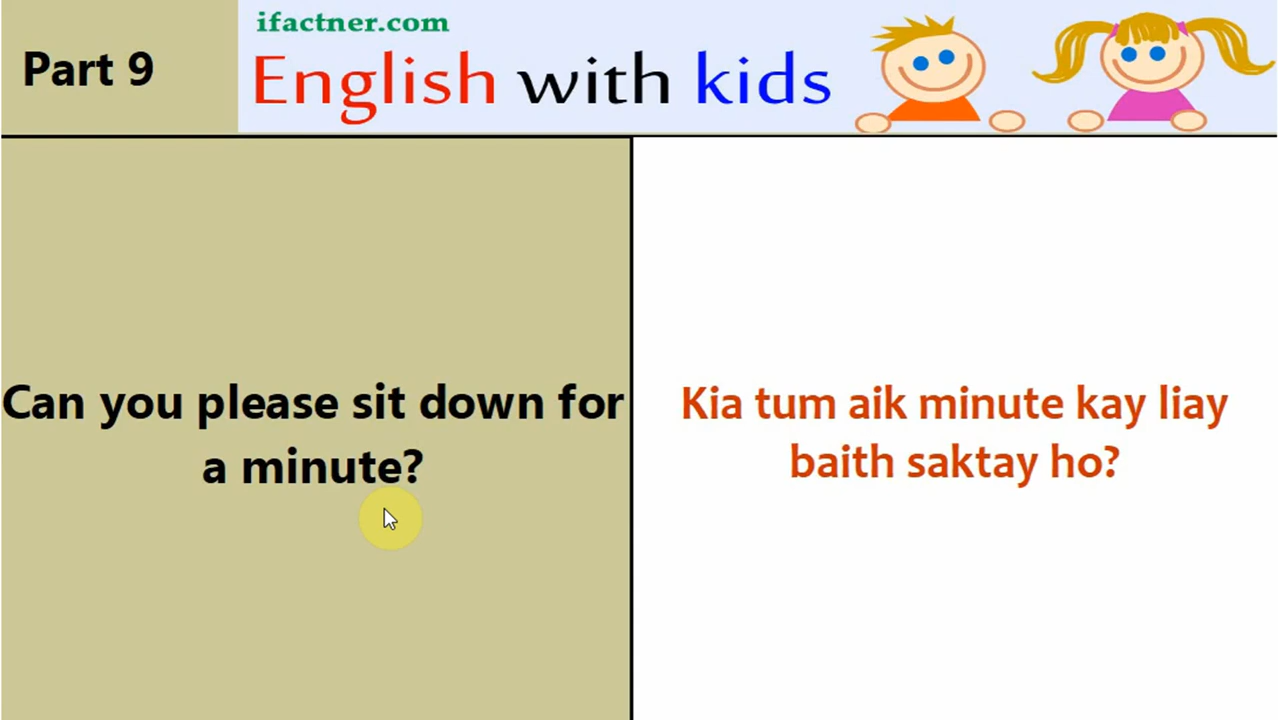 Part 9
ifactner.com
English with kids
Can you please sit down for
a minute?
Kia tum aik minute kay liay
baith saktay ho?